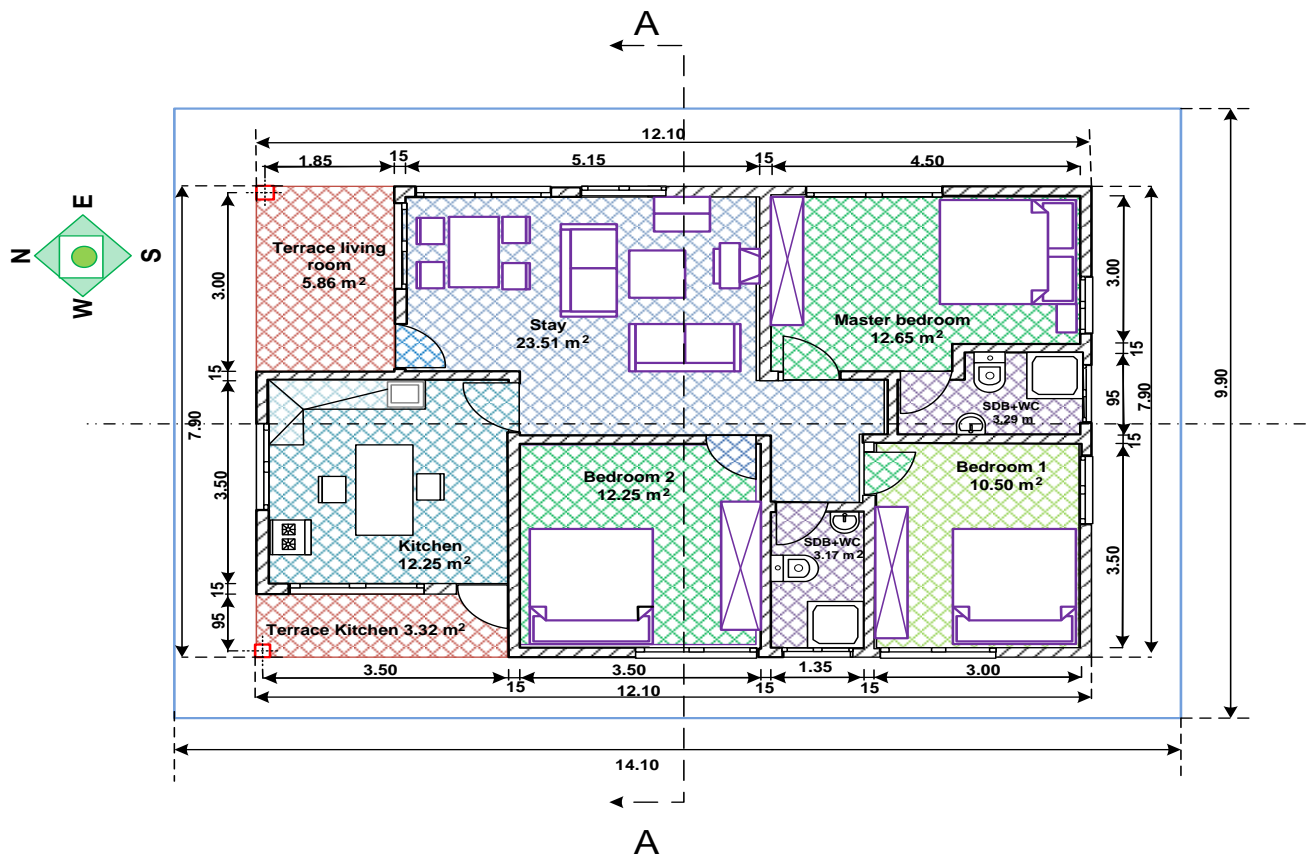 A
12.10
1.85
15
5.15
15
4.50
E
N
S
W
Terrace living
room
5.86 m²
3.00
Stay
23.51 m²
Master bedroom
12.65 m²
3.00
15
15
7.90
SDB+WC
3.29 m
95
7.90
9.90
15
3.50
Kitchen
12.25 m²
Bedroom 2
12.25 m²
Bedroom 1
10.50 m²
SDB+WC
3.17 m²
3.50
15
95
Terrace Kitchen 3.32 m²
3.50
15
3.50
15
1.35
15
3.00
12.10
14.10
A